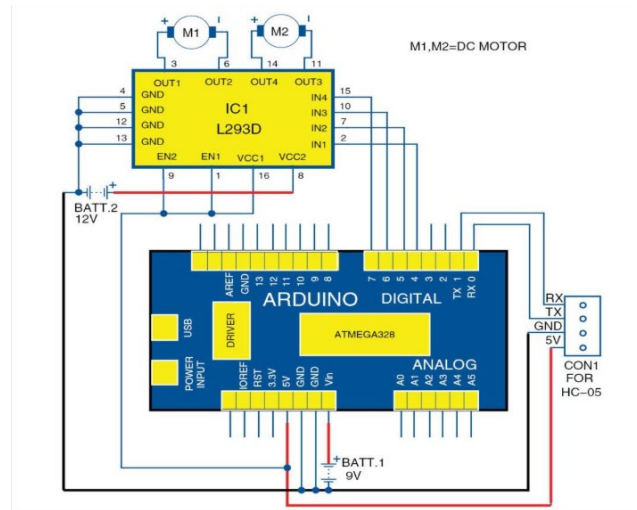 M1
M2
M1,M2=DC MOTOR
3
6
14
11
OUT1
OUT2
OUT4
OUT3
4
GND
IN4
15
5
GND
IC1
IN3
10
12
GND
L293D
IN2
7
13
GND
IN1
2
EN2
EN1
VCC1
VCC2
9
1
16
8
BATT.2
12V
AREF
GND
13
12
11
10
9
8
7
6
5
4
3
2
TX 1
RX 0
ARDUINO
DIGITAL
USB
DRIVER
ATMEGA328
POWER
INPUT
ANALOG
IOREF
RST
3.3V
5V
GND
GND
Vin
A0
A1
A2
A3
A4
A5
RX
TX
GND
5V
CON1
FOR
HC-05
+
BATT.1
9V